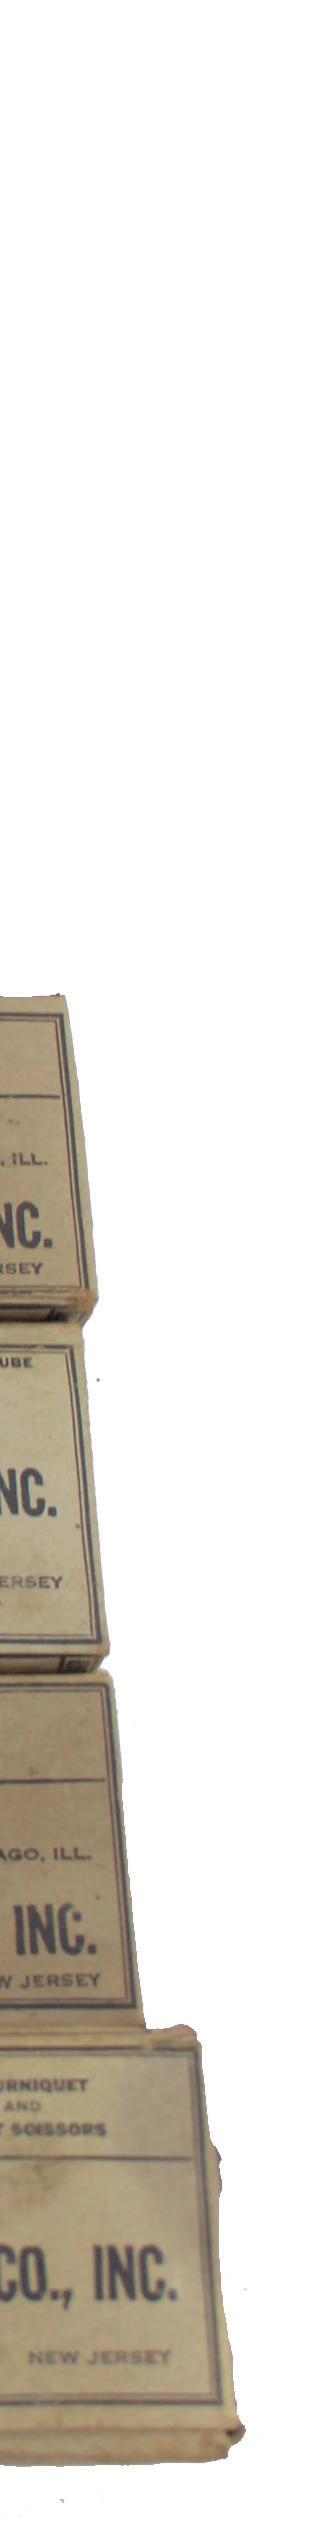 , ILL.
NC.
RSEY
UBE
NC.
ERSEY
AGO, ILL.
INC.
W JERSEY
URNIQUET
AND
T SCISSORS
CO., INC.
NEW JERSEY